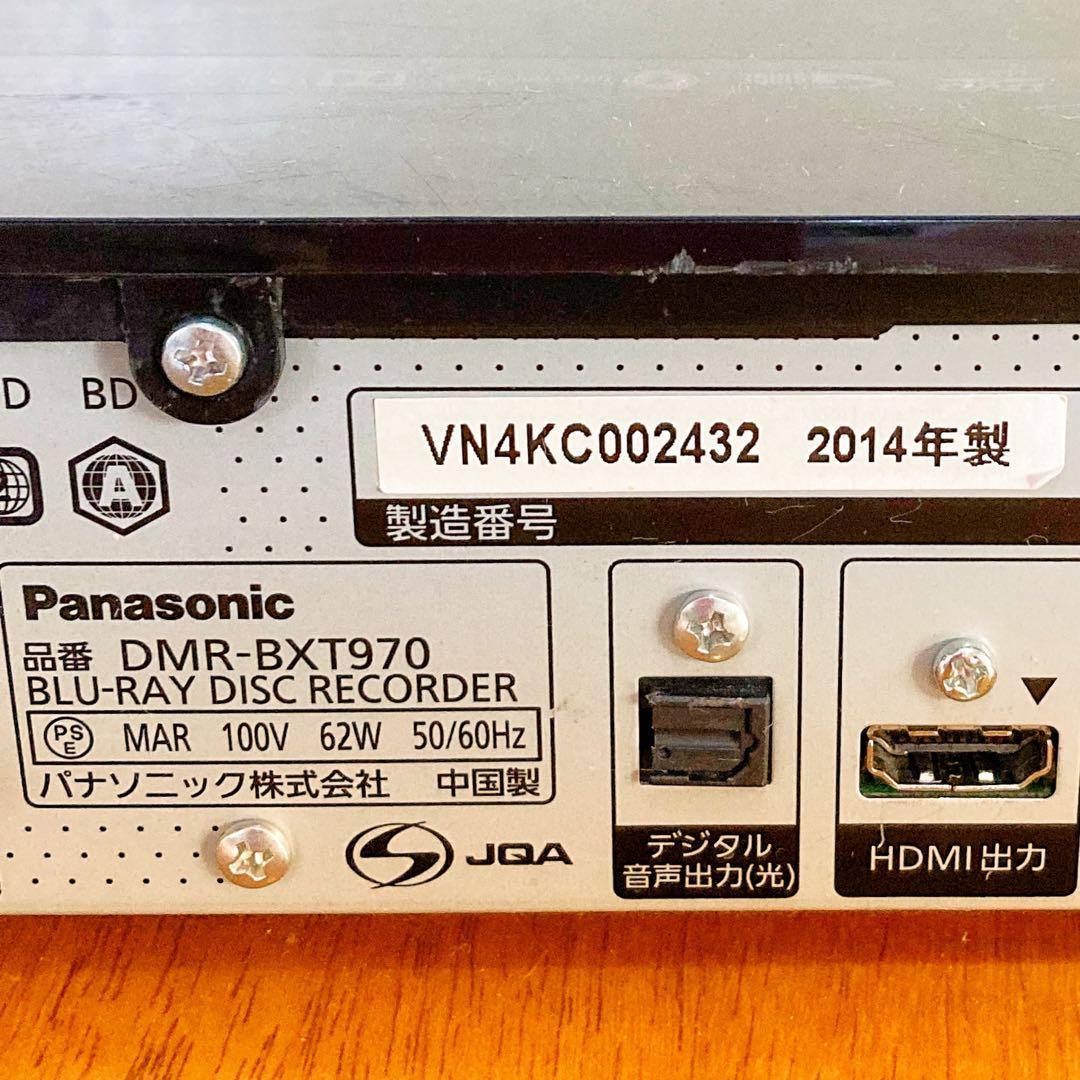 D BD
VN4KC002432 2014年製
A
製造番号
Panasonic
品番 DMR-BXT970
BLU-RAY DISC RECORDER
PSE MAR 100V 62W 50/60Hz
パナソニック株式会社 中国製
S JQA
デジタル
音声出力(光)
HDMI出力